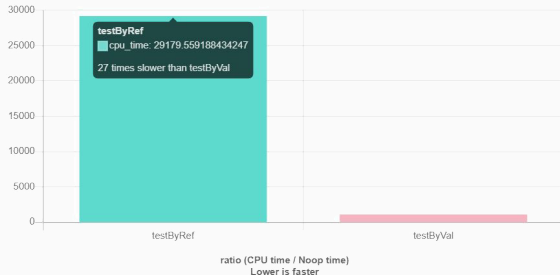 30000
25000
20000
15000
10000
5000
0
testByRef
cpu_time: 29179.559188434247
27 times slower than testByVal
testByRef
testByVal
ratio (CPU time / Noop time)
Lower is faster